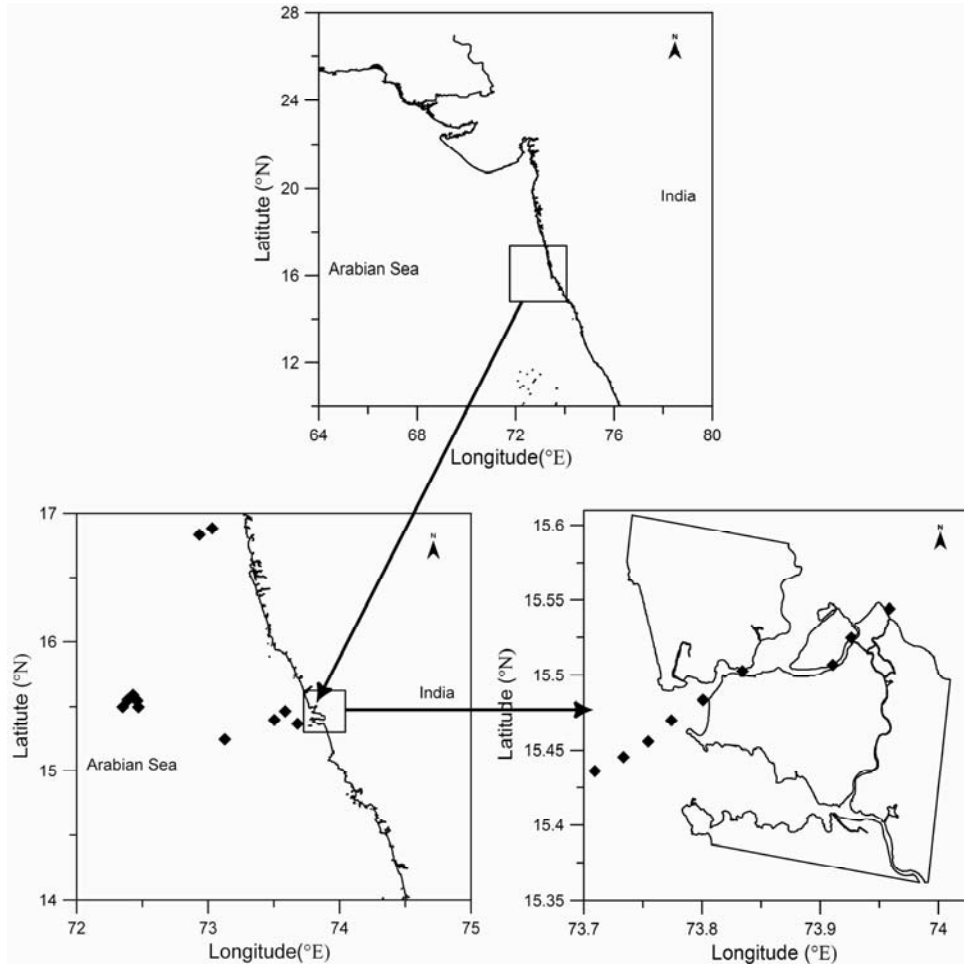 28
24
20
16
12
Latitute (°N)
N
India
Arabian Sea
64
68
72
76
80
Longitude(°E)
17
16
15
14
Latitute (°N)
N
India
Arabian Sea
72
73
74
75
Longitude(°E)
15.6
15.55
15.5
15.45
15.4
15.35
Latitude (°N)
N
73.7
73.8
73.9
74
Longitude (°E)